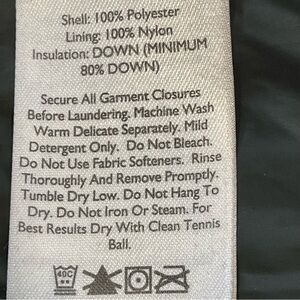 Shell: 100% Polyester
Lining: 100% Nylon
Insulation: DOWN (MINIMUM
80% DOWN)
Secure All Garment Closures
Before Laundering. Machine Wash
Warm Delicate Separately. Mild
Detergent Only. Do Not Bleach.
Do Not Use Fabric Softeners. Rinse
Thoroughly And Remove Promptly.
Tumble Dry Low. Do Not Hang To
Dry. Do Not Iron Or Steam. For
Best Results Dry With Clean Tennis
Ball.
40C